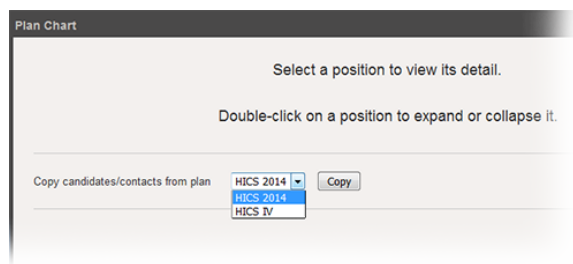 Plan Chart
Select a position to view its detail.
Double-click on a position to expand or collapse it.
Copy candidates/contacts from plan HICS 2014 Copy
HICS 2014
HICS IV